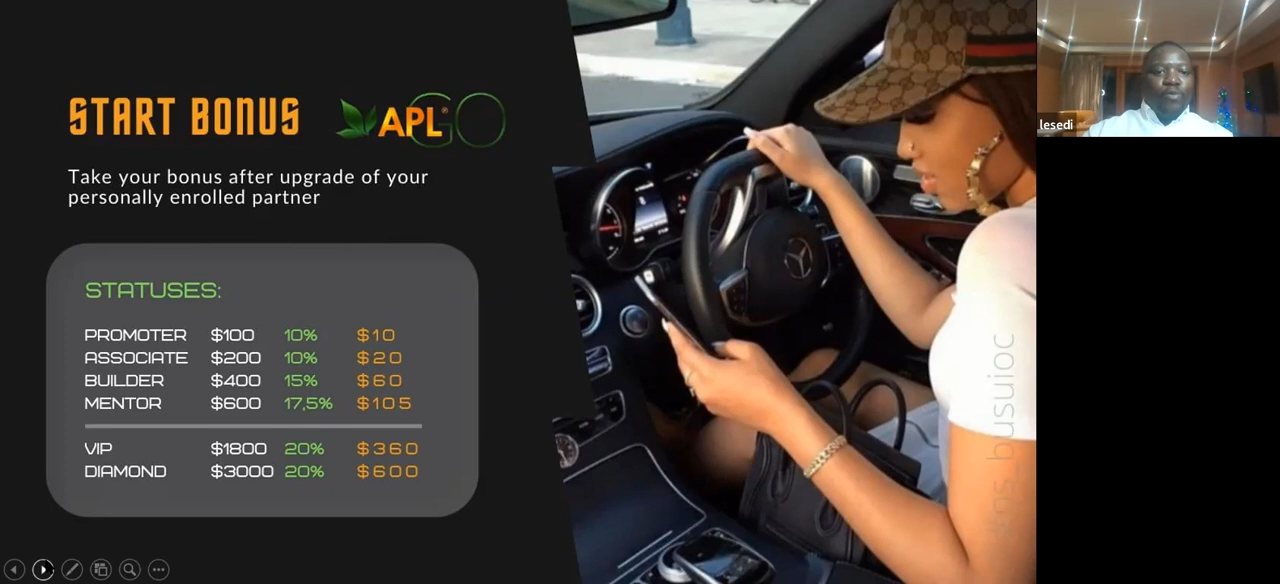 START BONUS
APL® GO
Take your bonus after upgrade of your
personally enrolled partner
STATUSES:
PROMOTER $100 10% $10
ASSOCIATE $200 10% $20
BUILDER $400 15% $60
MENTOR $600 17,5% $105
VIP $1800 20% $360
DIAMOND $3000 20% $600
lesedi